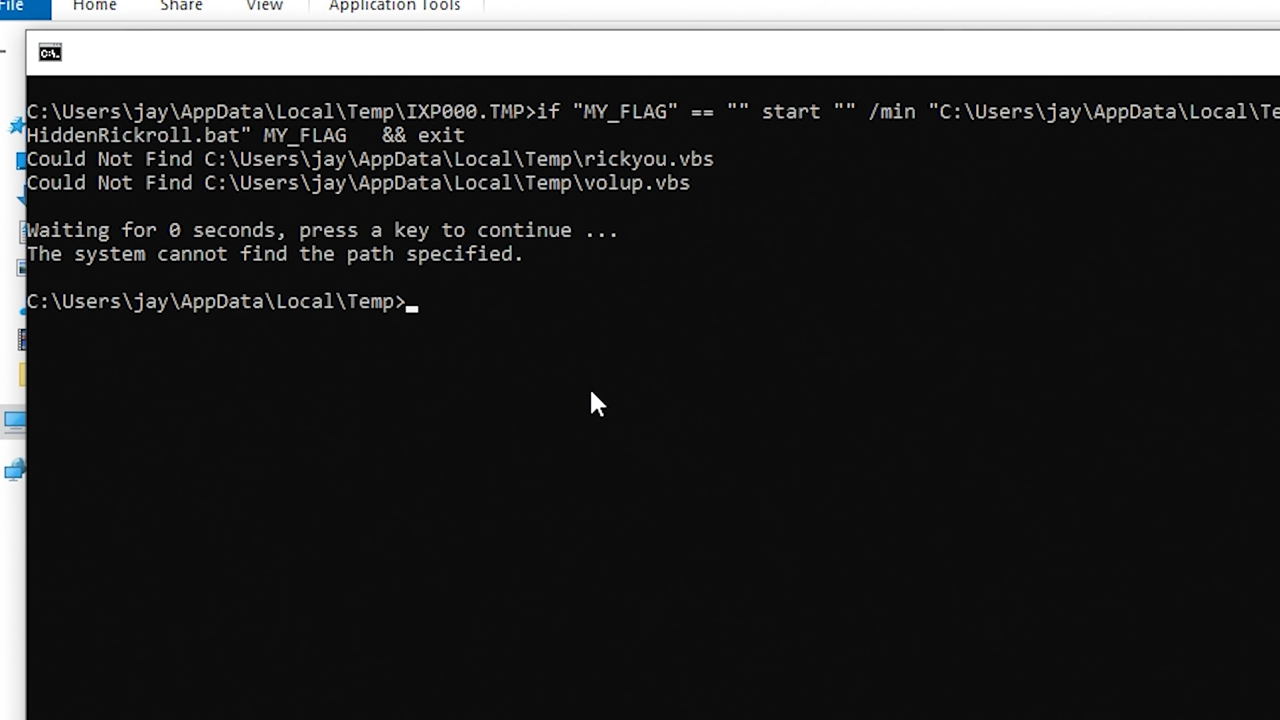 File Home Share View Application Tools
C:\Users\jay\AppData\Local\Temp\IXP000.TMP>if "MY_FLAG" == "" start "" /min "C:\Users\jay\AppData\Local\Te
HiddenRickroll.bat" MY_FLAG   && exit
Could Not Find C:\Users\jay\AppData\Local\Temp\rickyou.vbs
Could Not Find C:\Users\jay\AppData\Local\Temp\volup.vbs
Waiting for 0 seconds, press a key to continue ...
The system cannot find the path specified.
C:\Users\jay\AppData\Local\Temp>